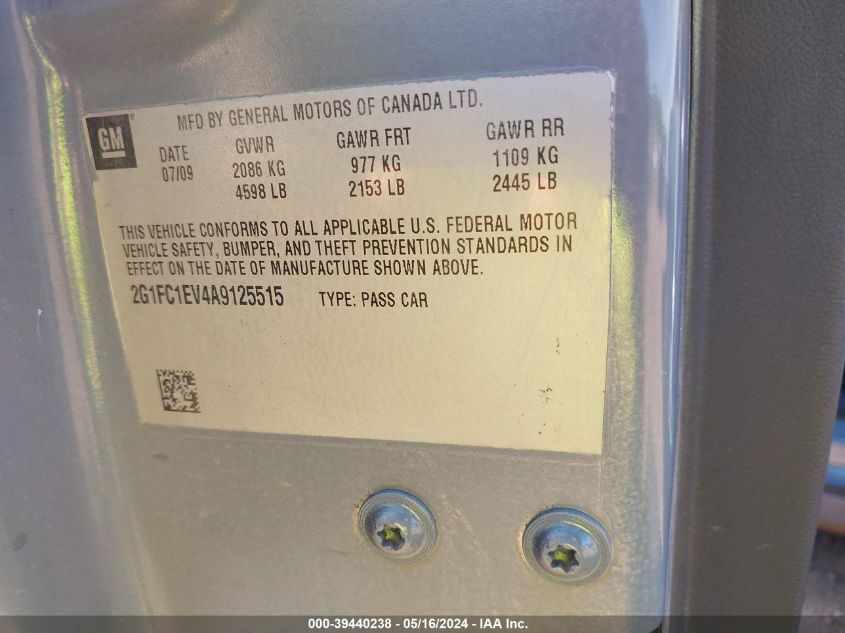 GM
MFD BY GENERAL MOTORS OF CANADA LTD.
DATE GVWR GAWR FRT GAWR RR
07/09 2086 KG 977 KG 1109 KG
4598 LB 2153 LB 2445 LB
THIS VEHICLE CONFORMS TO ALL APPLICABLE U.S. FEDERAL MOTOR
VEHICLE SAFETY, BUMPER, AND THEFT PREVENTION STANDARDS IN
EFFECT ON THE DATE OF MANUFACTURE SHOWN ABOVE.
2G1FC1EV4A9125515 TYPE: PASS CAR
000-39440238 - 05/16/2024 - IAA Inc.